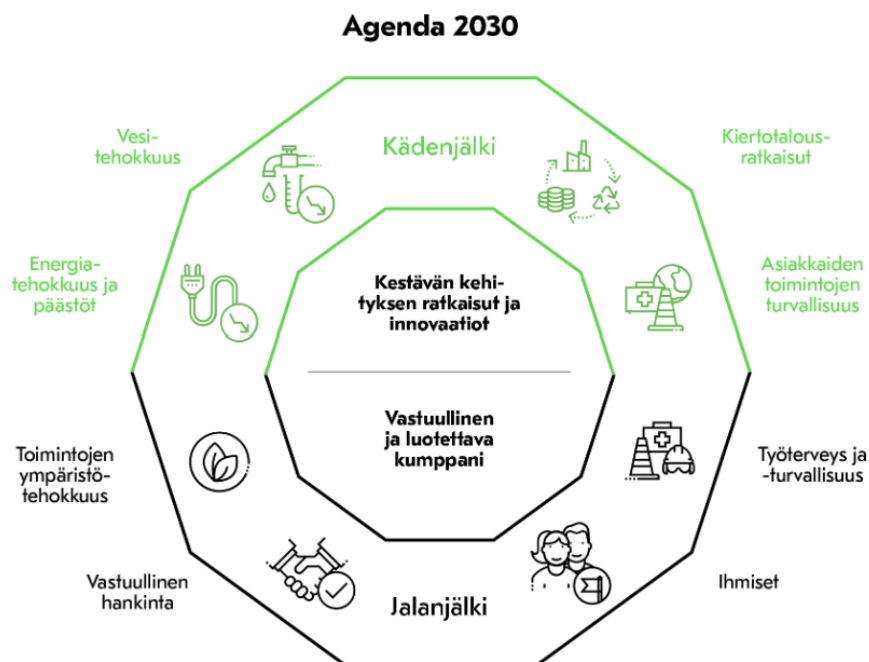 Agenda 2030
Vesi-
tehokkuus
Kädenjälki
Kiertotalous-
ratkaisut
Energia-
tehokkuus ja
päästöt
Kestävän kehi-
tyksen ratkaisut ja
innovaatiot
Asiakkaiden
toimintojen
turvallisuus
Toimintojen
ympäristö-
tehokkuus
Vastuullinen
ja luotettava
kumppani
Työterveys ja
-turvallisuus
Vastuullinen
hankinta
Jalanjälki
Ihmiset